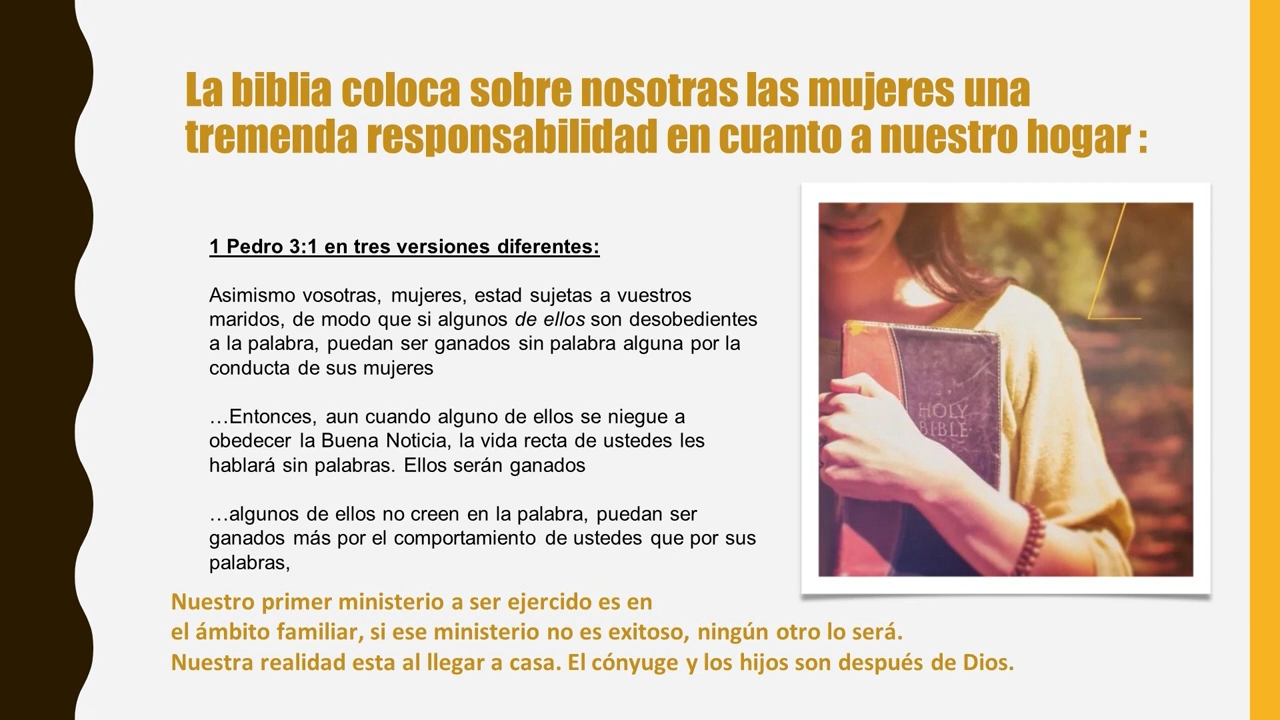 La biblia coloca sobre nosotras las mujeres una
tremenda responsabilidad en cuanto a nuestro hogar :
1 Pedro 3:1 en tres versiones diferentes:
Asimismo vosotras, mujeres, estad sujetas a vuestros
maridos, de modo que si algunos de ellos son desobedientes
a la palabra, puedan ser ganados sin palabra alguna por la
conducta de sus mujeres
…Entonces, aun cuando alguno de ellos se niegue a
obedecer la Buena Noticia, la vida recta de ustedes les
hablará sin palabras. Ellos serán ganados
…algunos de ellos no creen en la palabra, puedan ser
ganados más por el comportamiento de ustedes que por sus
palabras,
HOLY
BIBLE
Nuestro primer ministerio a ser ejercido es en
el ámbito familiar, si ese ministerio no es exitoso, ningún otro lo será.
Nuestra realidad esta al llegar a casa. El cónyuge y los hijos son después de Dios.